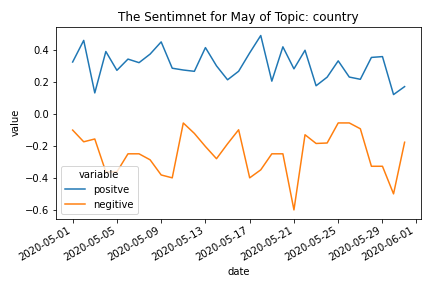 The Sentimnet for May of Topic: country
value
0.4
0.2
0.0
−0.2
−0.4
−0.6
variable
positve
negitive
2020-05-01
2020-05-05
2020-05-09
2020-05-13
2020-05-17
2020-05-21
2020-05-25
2020-05-29
2020-06-01
date